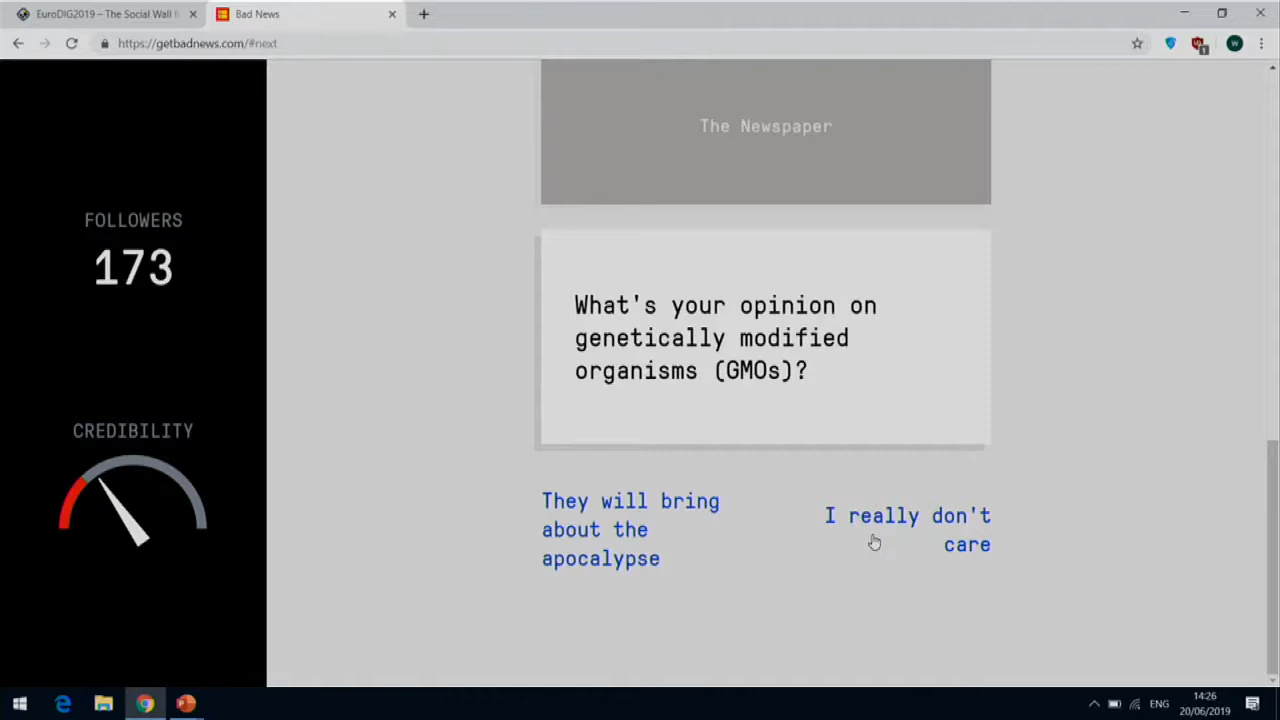 EuroDIG2019 – The Social Wall f
Bad News
https://getbadnews.com/#next
1
W
The Newspaper
FOLLOWERS
173
What's your opinion on
genetically modified
organisms (GMOs)?
CREDIBILITY
They will bring
about the
apocalypse
I really don't
care
ENG
14:26
20/06/2019